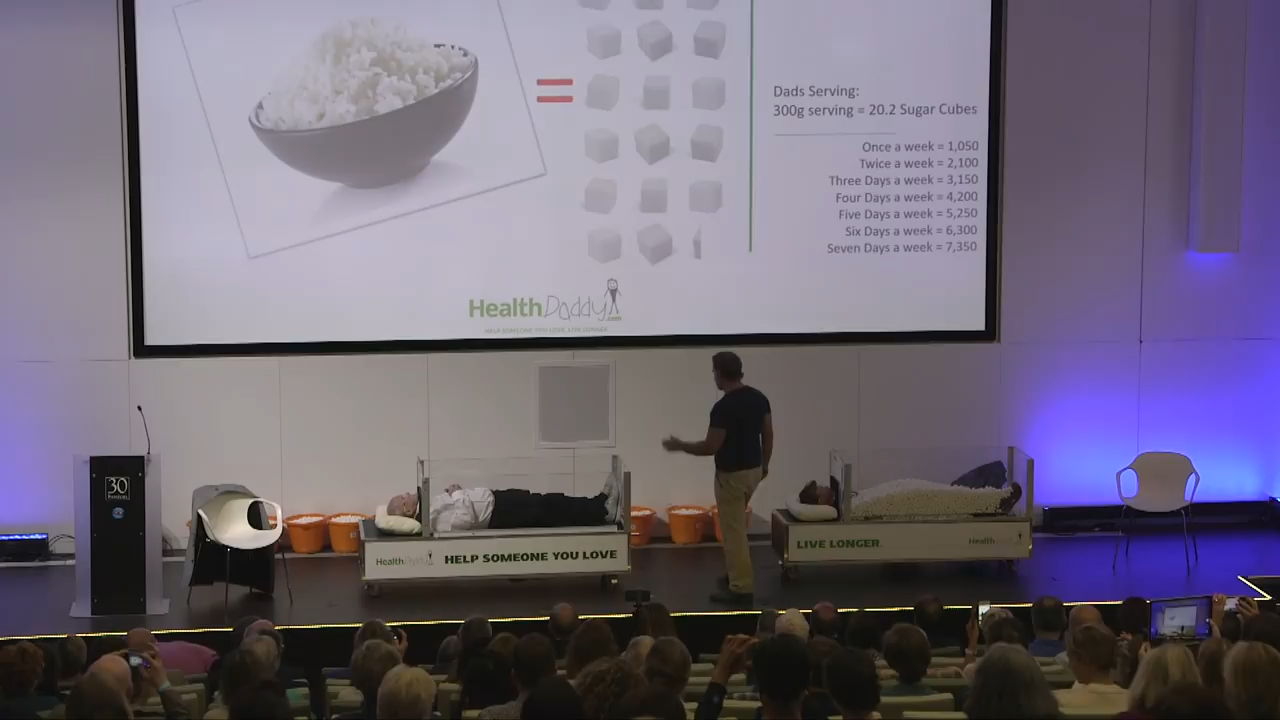 Dads Serving:
300g serving = 20.2 Sugar Cubes
Once a week = 1,050
Twice a week = 2,100
Three Days a week = 3,150
Four Days a week = 4,200
Five Days a week = 5,250
Six Days a week = 6,300
Seven Days a week = 7,350
HealthDaddy
HELP SOMEONE YOU LOVE, LIVE LONGER
30
HealthDaddy HELP SOMEONE YOU LOVE
LIVE LONGER. HealthDaddy